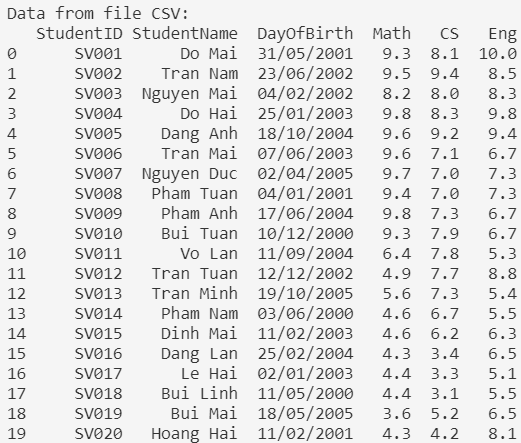 Data from file CSV:
StudentID StudentName DayOfBirth Math CS Eng
0 SV001 Do Mai 31/05/2001 9.3 8.1 10.0
1 SV002 Tran Nam 23/06/2002 9.5 9.4 8.5
2 SV003 Nguyen Mai 04/02/2002 8.2 8.0 8.3
3 SV004 Do Hai 25/01/2003 9.8 8.3 9.8
4 SV005 Dang Anh 18/10/2004 9.6 9.2 9.4
5 SV006 Tran Mai 07/06/2003 9.6 7.1 6.7
6 SV007 Nguyen Duc 02/04/2005 9.7 7.0 7.3
7 SV008 Pham Tuan 04/01/2001 9.4 7.0 7.3
8 SV009 Pham Anh 17/06/2004 9.8 7.3 6.7
9 SV010 Bui Tuan 10/12/2000 9.3 7.9 6.7
10 SV011 Vo Lan 11/09/2004 6.4 7.8 5.3
11 SV012 Tran Tuan 12/12/2002 4.9 7.7 8.8
12 SV013 Tran Minh 19/10/2005 5.6 7.3 5.4
13 SV014 Pham Nam 03/06/2000 4.6 6.7 5.5
14 SV015 Dinh Mai 11/02/2003 4.6 6.2 6.3
15 SV016 Dang Lan 25/02/2004 4.3 3.4 6.5
16 SV017 Le Hai 02/01/2003 4.4 3.3 5.1
17 SV018 Bui Linh 11/05/2000 4.4 3.1 5.5
18 SV019 Bui Mai 18/05/2005 3.6 5.2 6.5
19 SV020 Hoang Hai 11/02/2001 4.3 4.2 8.1